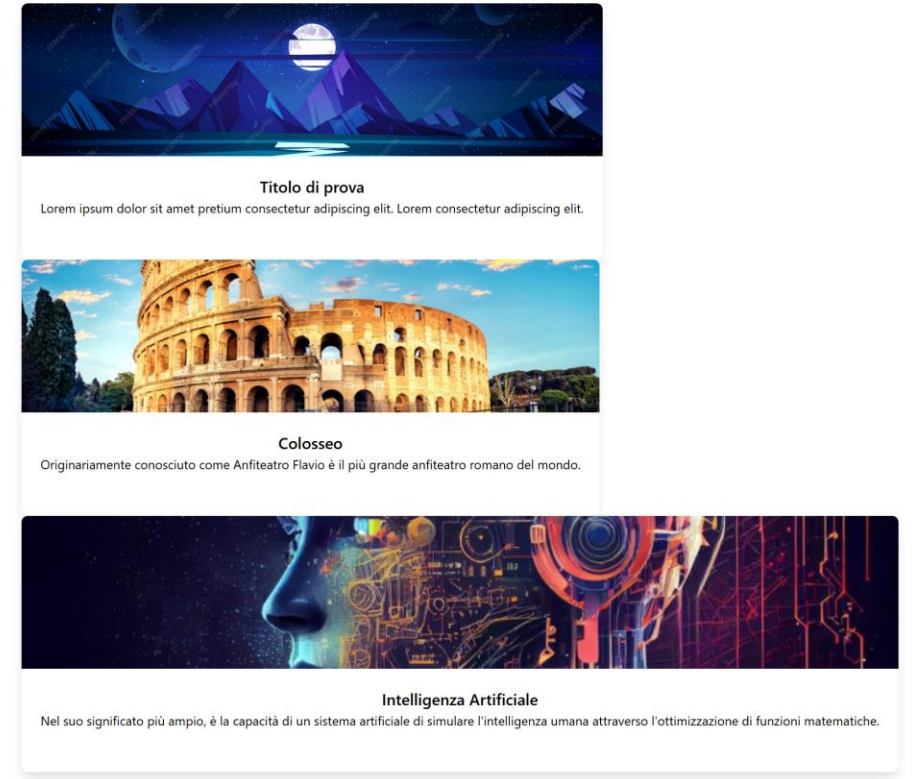 Titolo di prova
Lorem ipsum dolor sit amet pretium consectetur adipiscing elit. Lorem consectetur adipiscing elit.
Colosseo
Originariamente conosciuto come Anfiteatro Flavio è il più grande anfiteatro romano del mondo.
Intelligenza Artificiale
Nel suo significato più ampio, è la capacità di un sistema artificiale di simulare l'intelligenza umana attraverso l'ottimizzazione di funzioni matematiche.